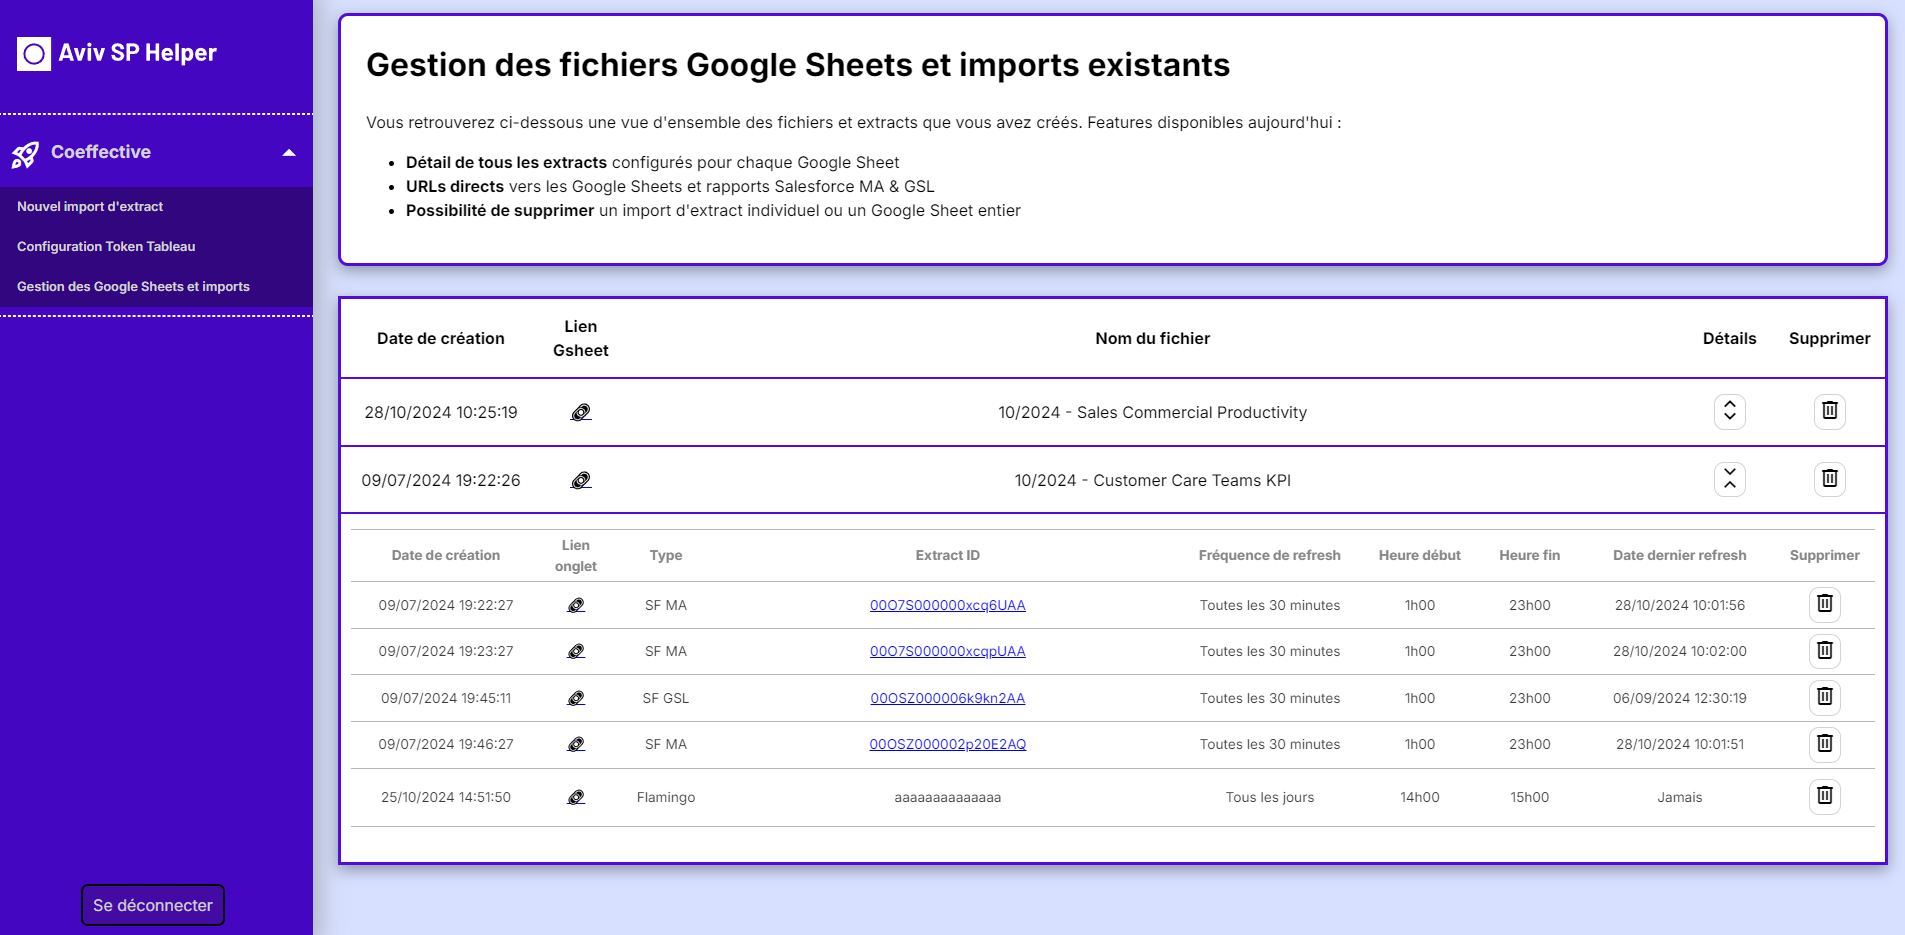 Aviv SP Helper
Coeffective
Nouvel import d'extract
Configuration Token Tableau
Gestion des Google Sheets et imports
Se déconnecter
Gestion des fichiers Google Sheets et imports existants
Vous retrouverez ci-dessous une vue d'ensemble des fichiers et extracts que vous avez créés. Features disponibles aujourd'hui :
• Détail de tous les extracts configurés pour chaque Google Sheet
• URLs directs vers les Google Sheets et rapports Salesforce MA & GSL
• Possibilité de supprimer un import d'extract individuel ou un Google Sheet entier
Date de création Lien Gsheet Nom du fichier Détails Supprimer
28/10/2024 10:25:19 10/2024 - Sales Commercial Productivity
09/07/2024 19:22:26 10/2024 - Customer Care Teams KPI
Date de création Lien onglet Type Extract ID Fréquence de refresh Heure début Heure fin Date dernier refresh Supprimer
09/07/2024 19:22:27 SF MA 00O7S000000xcq6UAA Toutes les 30 minutes 1h00 23h00 28/10/2024 10:01:56
09/07/2024 19:23:27 SF MA 00O7S000000xcqpUAA Toutes les 30 minutes 1h00 23h00 28/10/2024 10:02:00
09/07/2024 19:45:11 SF GSL 00OSZ000006k9kn2AA Toutes les 30 minutes 1h00 23h00 06/09/2024 12:30:19
09/07/2024 19:46:27 SF MA 00OSZ000002p20E2AQ Toutes les 30 minutes 1h00 23h00 28/10/2024 10:01:51
25/10/2024 14:51:50 Flamingo aaaaaaaaaaaaaa Tous les jours 14h00 15h00 Jamais